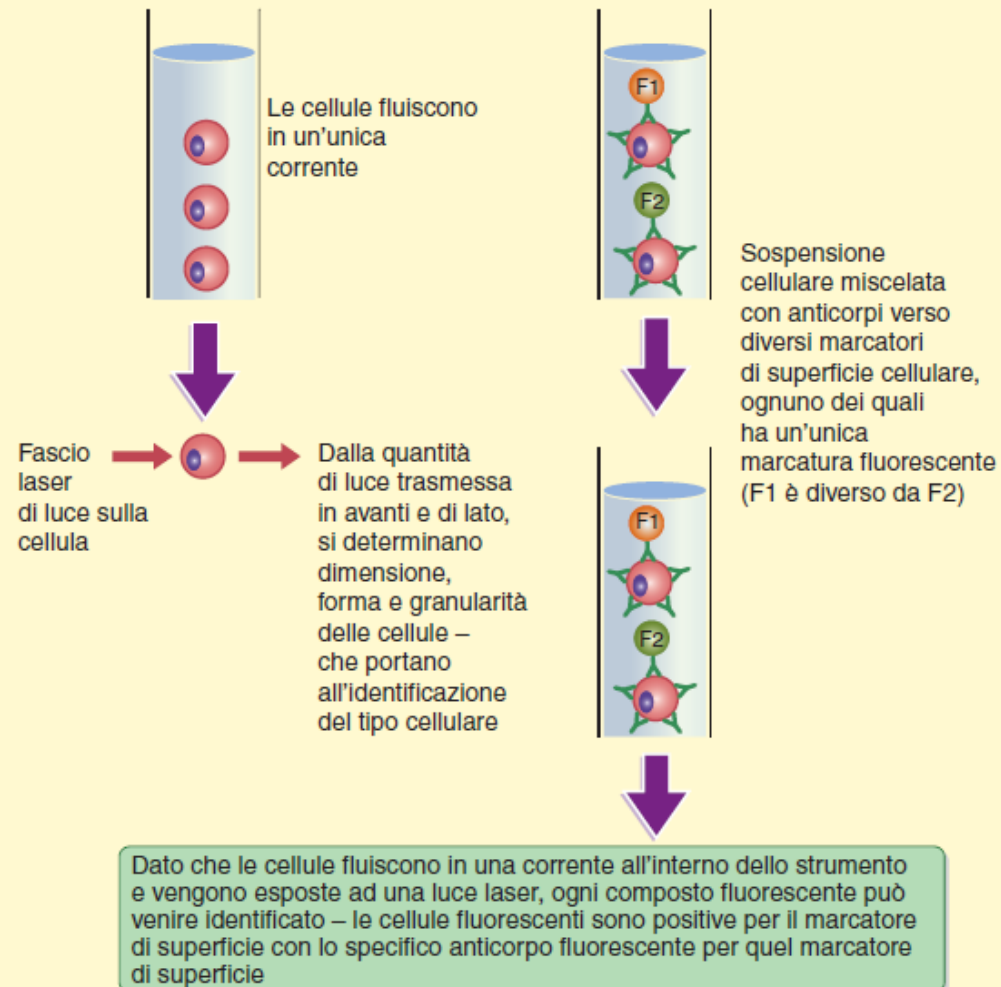 Le cellule fluiscono
in un'unica
corrente
Fascio
laser
di luce sulla
cellula
Dalla quantità
di luce trasmessa
in avanti e di lato,
si determinano
dimensione,
forma e granularità
delle cellule –
che portano
all'identificazione
del tipo cellulare
F1
F2
Sospensione
cellulare miscelata
con anticorpi verso
diversi marcatori
di superficie cellulare,
ognuno dei quali
ha un'unica
marcatura fluorescente
(F1 è diverso da F2)
F1
F2
Dato che le cellule fluiscono in una corrente all'interno dello strumento
e vengono esposte ad una luce laser, ogni composto fluorescente può
venire identificato – le cellule fluorescenti sono positive per il marcatore
di superficie con lo specifico anticorpo fluorescente per quel marcatore
di superficie